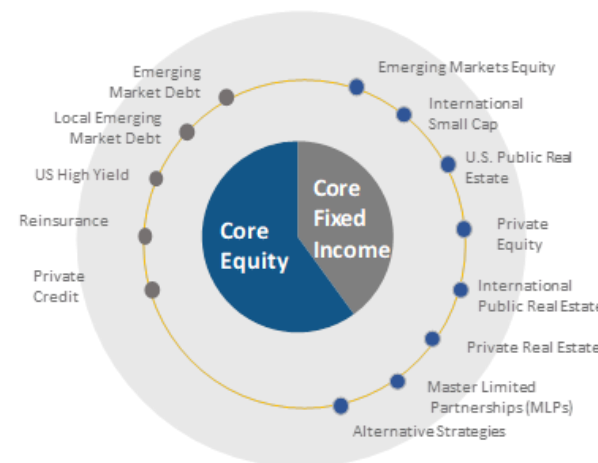 Emerging
Market Debt
Local Emerging
Market Debt
US High Yield
Reinsurance
Private
Credit
Core
Equity
Core
Fixed
Income
Emerging Markets Equity
International
Small Cap
U.S. Public Real
Estate
Private
Equity
International
Public Real Estate
Private Real Estate
Master Limited
Partnerships (MLPs)
Alternative Strategies